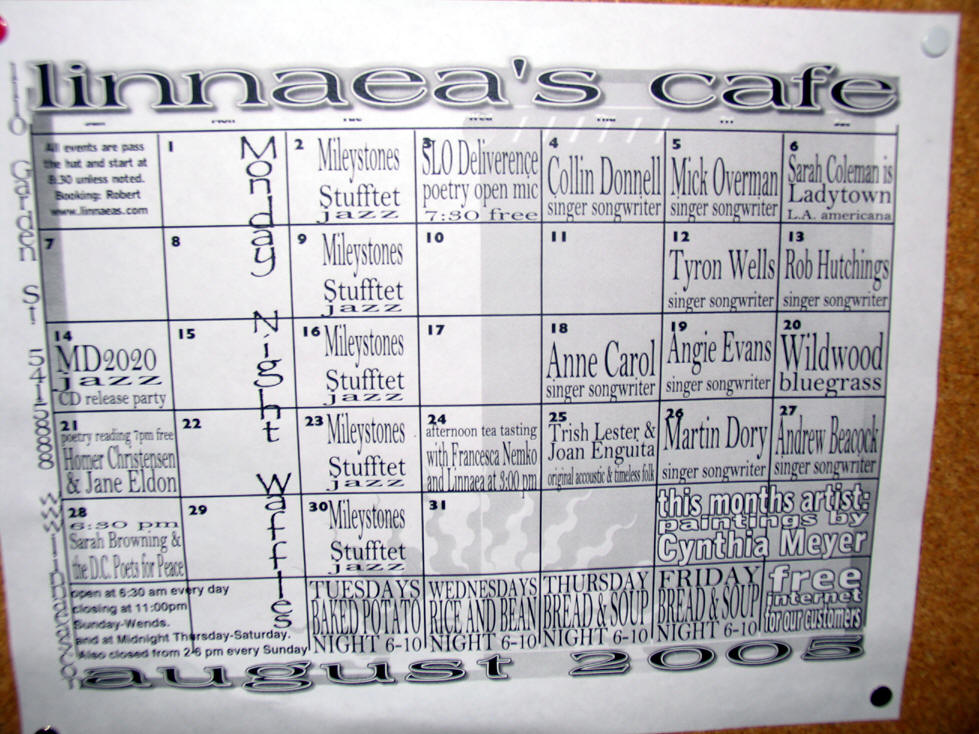 linnaea's cafe
1110 Garden St 5415888 www.linnaeas.com
Sun Mon Tue Wed Thu Fri Sat
All events are pass
the hat and start at
8:30 unless noted.
Booking: Robert
www.linnaeas.com
Monday Night Waffles
1
2 Mileystones
Stufftet
jazz
3 SLO Deliverence
poetry open mic
7:30 free
4
Collin Donnell
singer songwriter
5
Mick Overman
singer songwriter
6
Sarah Coleman is
Ladytown
L.A. americana
7
8
9 Mileystones
Stufftet
jazz
10
11
12
Tyron Wells
singer songwriter
13
Rob Hutchings
singer songwriter
14
MD2020
jazz
CD release party
15
16 Mileystones
Stufftet
jazz
17
18
Anne Carol
singer songwriter
19
Angie Evans
singer songwriter
20
Wildwood
bluegrass
21
poetry reading 7pm free
Homer Christensen
& Jane Eldon
22
23 Mileystones
Stufftet
jazz
24
afternoon tea tasting
with Francesca Nemko
and Linnaea at 3:00 pm
25
Trish Lester &
Joan Enguita
original accoustic & timeless folk
26
Martin Dory
singer songwriter
27
Andrew Beacock
singer songwriter
28
6:30 pm
Sarah Browning &
the D.C. Poets for Peace
29
30 Mileystones
Stufftet
jazz
31
this months artist:
paintings by
Cynthia Meyer
open at 6:30 am every day
closing at 11:00pm
Sunday-Wends.
and at Midnight Thursday-Saturday.
Also closed from 2-6 pm every Sunday
TUESDAYS
BAKED POTATO
NIGHT 6-10
WEDNESDAYS
RICE AND BEAN
NIGHT 6-10
THURSDAY
BREAD & SOUP
NIGHT 6-10
FRIDAY
BREAD & SOUP
NIGHT 6-10
free
internet
for our customers
august 2005